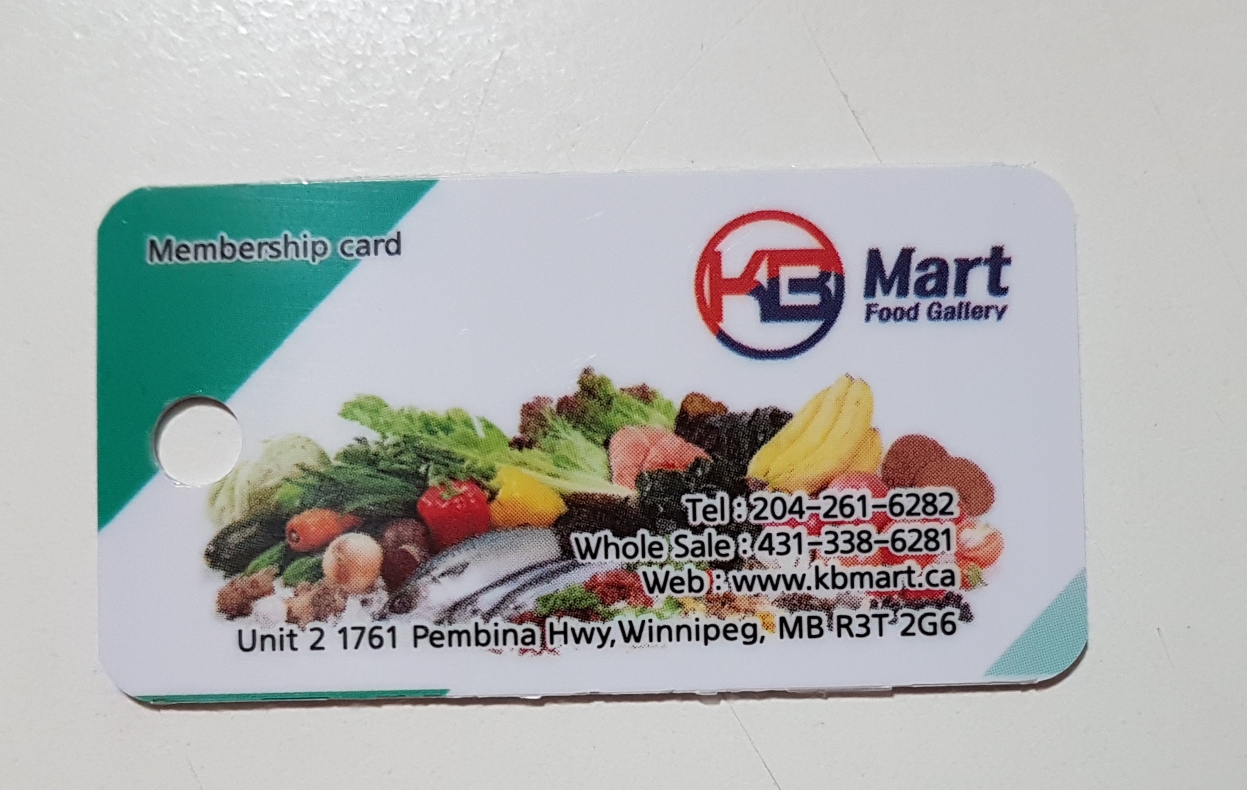 Membership card
KB Mart
Food Gallery
Tel : 204-261-6282
Whole Sale : 431-338-6281
Web : www.kbmart.ca
Unit 2 1761 Pembina Hwy,Winnipeg, MB R3T 2G6